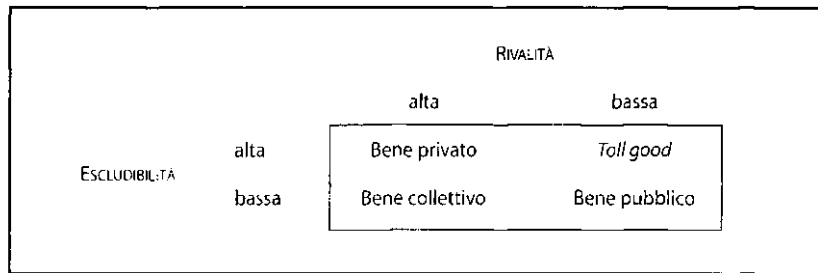 RIVALITÀ
alta bassa
alta Bene privato Toll good
ESCLUDIBILITÀ
bassa Bene collettivo Bene pubblico